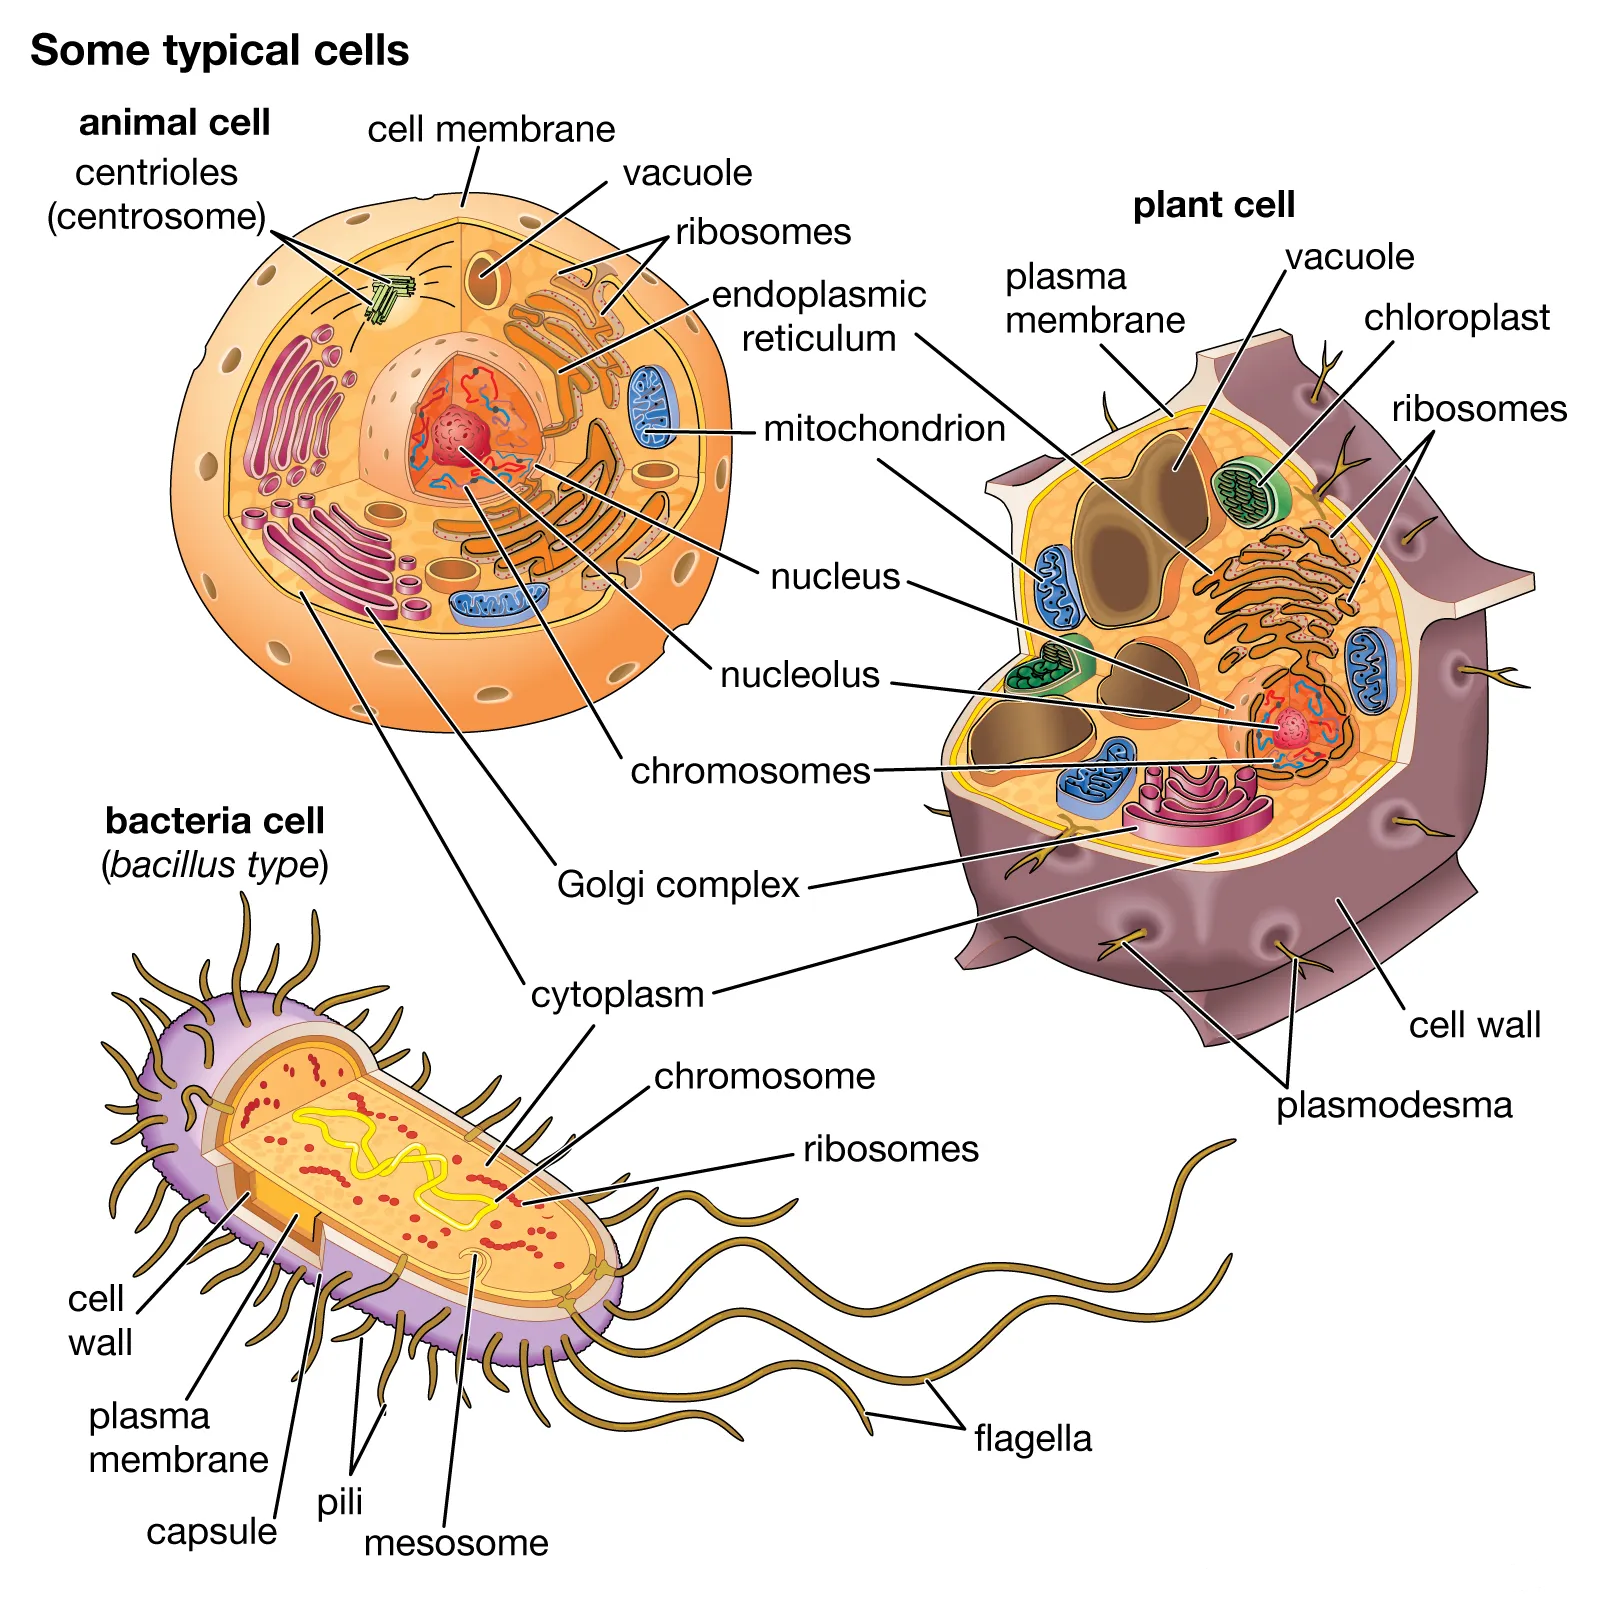 Some typical cells
animal cell
centrioles
(centrosome)
cell membrane
vacuole
ribosomes
endoplasmic
reticulum
mitochondrion
nucleus
nucleolus
chromosomes
Golgi complex
cytoplasm
plant cell
plasma
membrane
vacuole
chloroplast
ribosomes
cell wall
plasmodesma
bacteria cell
(bacillus type)
chromosome
ribosomes
flagella
cell
wall
plasma
membrane
capsule
pili
mesosome